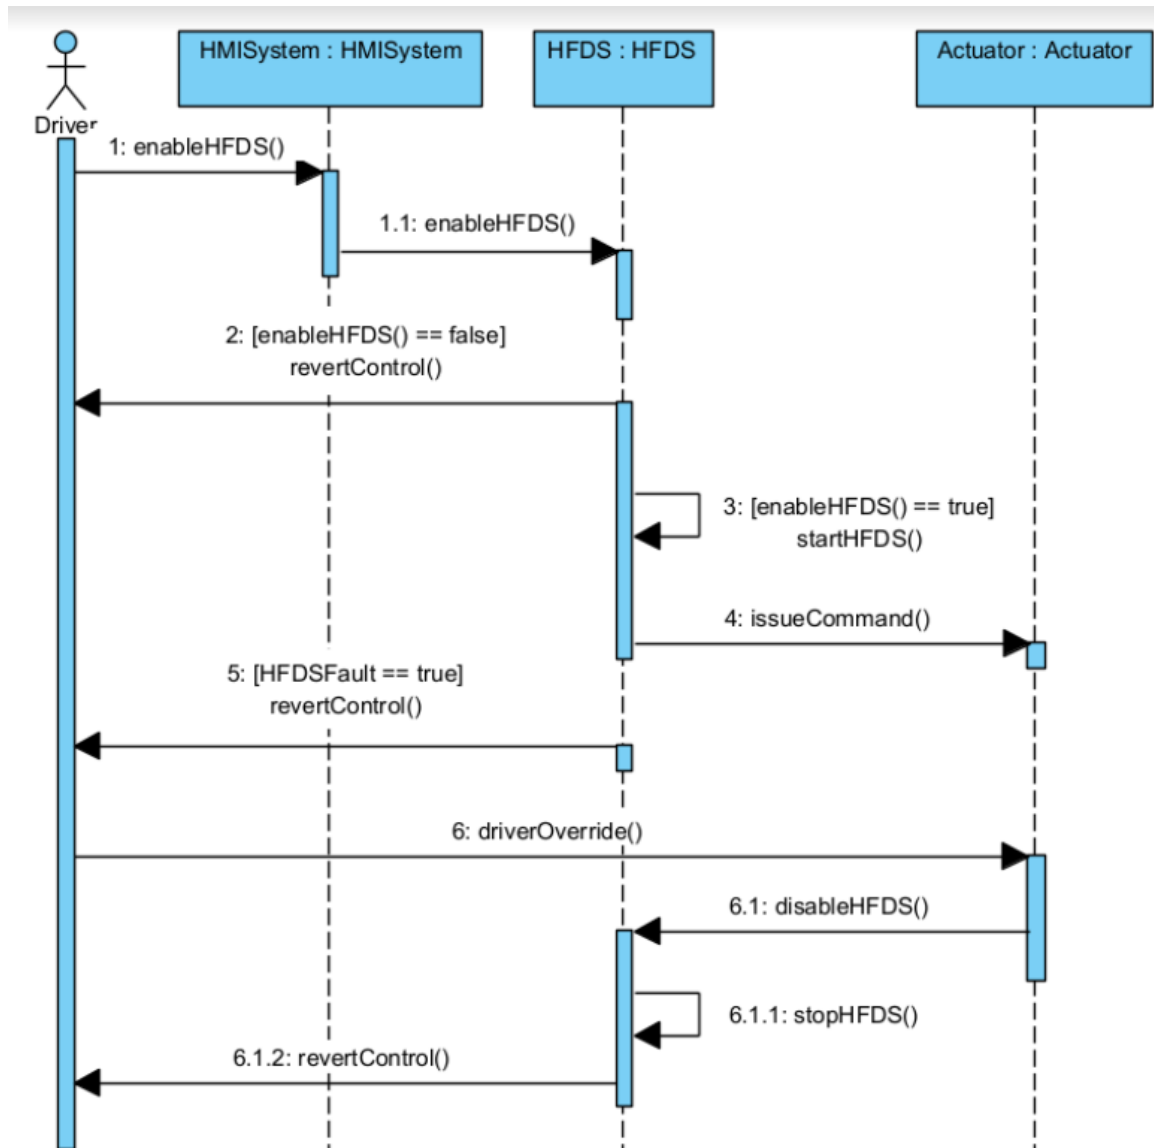 HMISystem : HMISystem
HFDS : HFDS
Actuator : Actuator
Driver
1: enableHFDS()
1.1: enableHFDS()
2: [enableHFDS() == false]
revertControl()
3: [enableHFDS() == true]
startHFDS()
4: issueCommand()
5: [HFDSFault == true]
revertControl()
6: driverOverride()
6.1: disableHFDS()
6.1.1: stopHFDS()
6.1.2: revertControl()